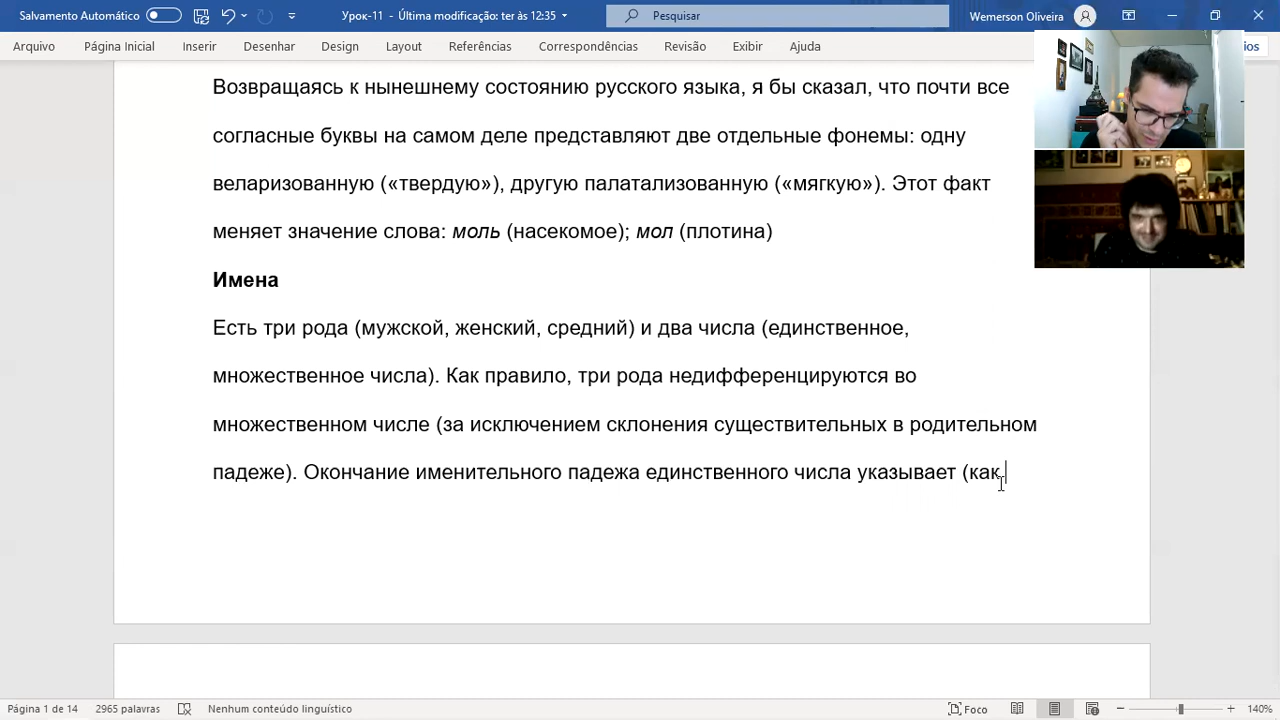 Salvamento Automático
Урок-11 última modificação ter às 12:35
Pesquisar
Arquivo Página Inicial Inserir Desenhar Design Layout Referências Correspondências Revisão Exibir Ajuda
Возвращаясь к нынешнему состоянию русского языка, я бы сказал, что почти все
согласные буквы на самом деле представляют две отдельные фонемы: одну
веларизованную («твердую»), другую палатализованную («мягкую»). Этот факт
меняет значение слова: моль (насекомое); мол (плотина)
Имена
Есть три рода (мужской, женский, средний) и два числа (единственное,
множественное числа). Как правило, три рода недифференцируются во
множественном числе (за исключением склонения существительных в родительном
падеже). Окончание именительного падежа единственного числа указывает (как
Página 1 de 14 2965 palavras Nenhum conteúdo linguístico Foco 140%